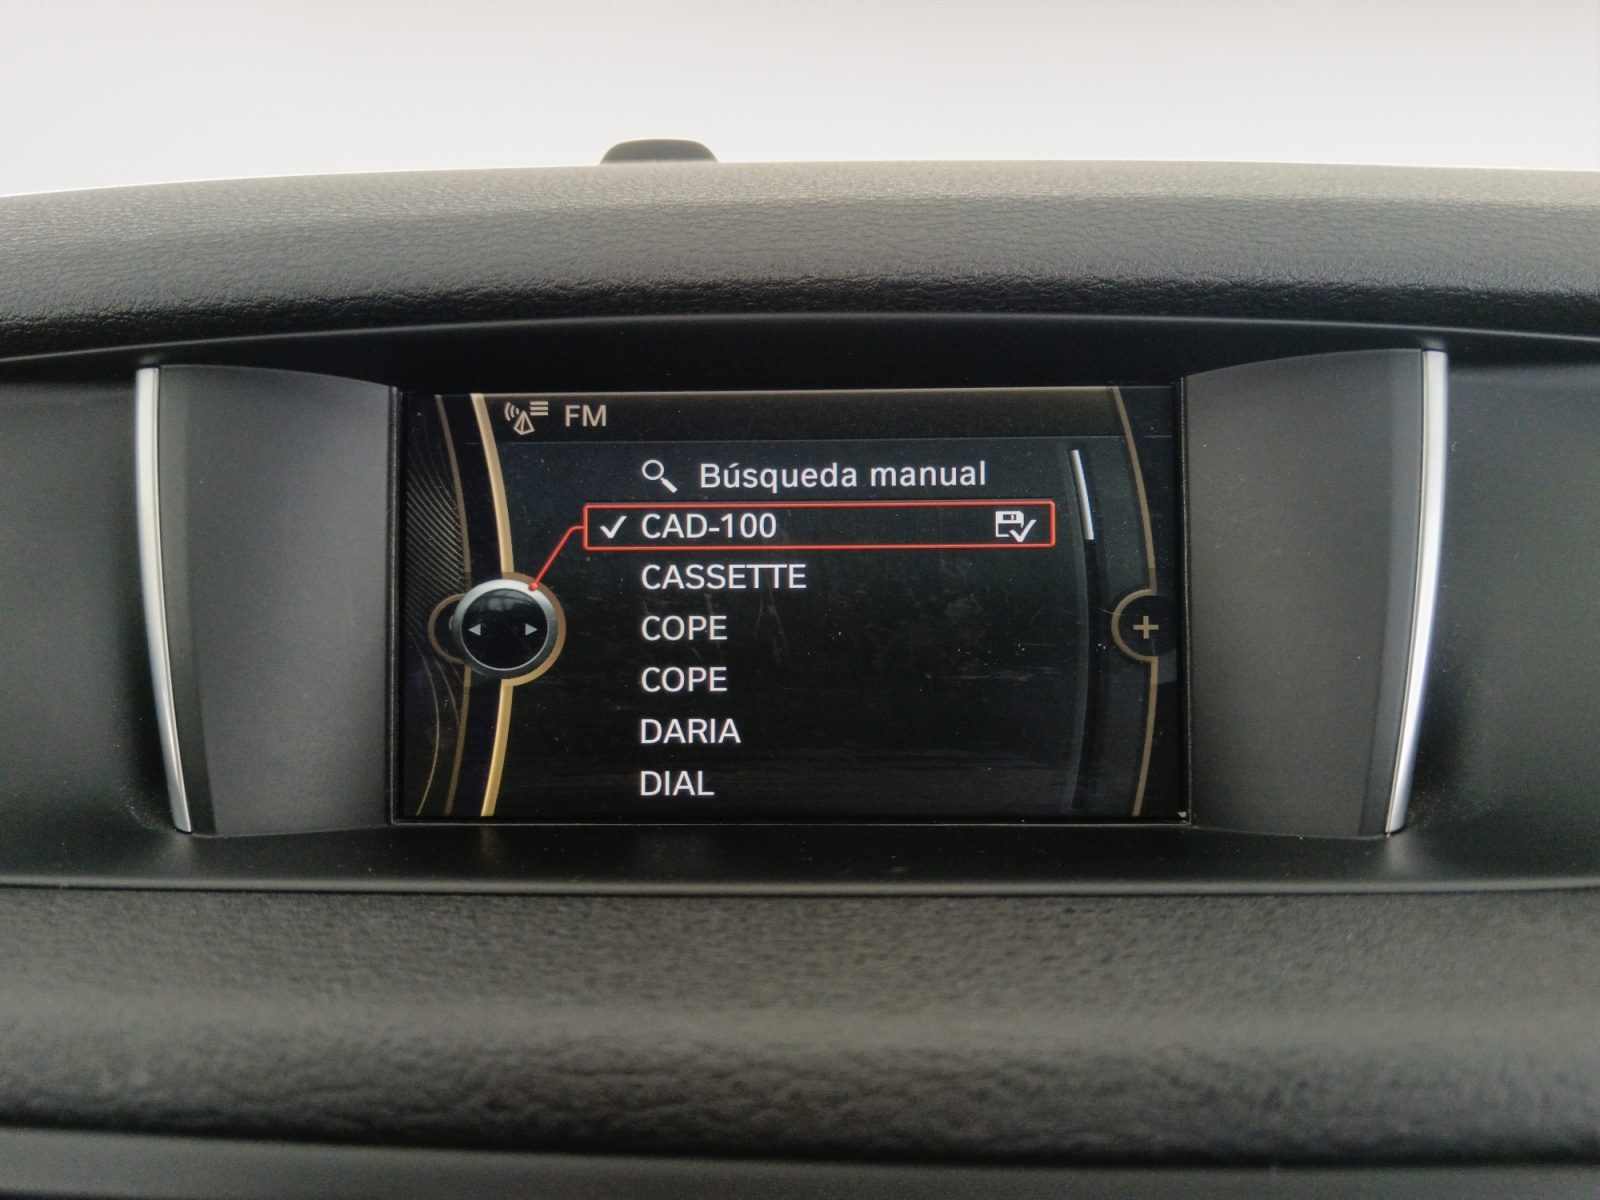 FM
Búsqueda manual
CAD-100
CASSETTE
COPE
COPE
DARIA
DIAL